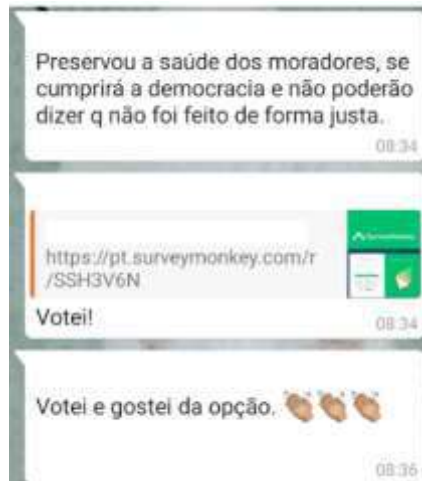 Preservou a saúde dos moradores, se
cumprirá a democracia e não poderão
dizer q não foi feito de forma justa.
08:34
https://pt.surveymonkey.com/r
/SSH3V6N
Votei!
08:34
Votei e gostei da opção. 👏🏽👏🏽👏🏽
08:36